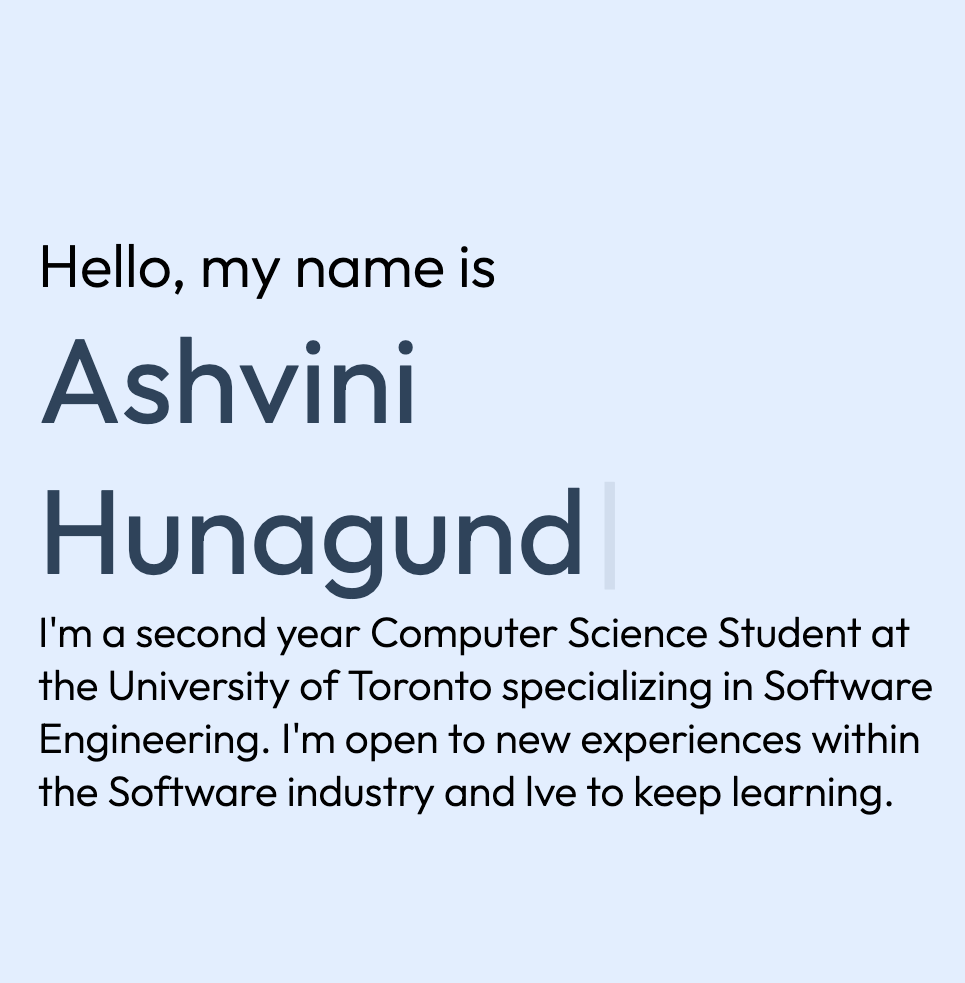 Hello, my name is
Ashvini
Hunagund
I'm a second year Computer Science Student at
the University of Toronto specializing in Software
Engineering. I'm open to new experiences within
the Software industry and lve to keep learning.